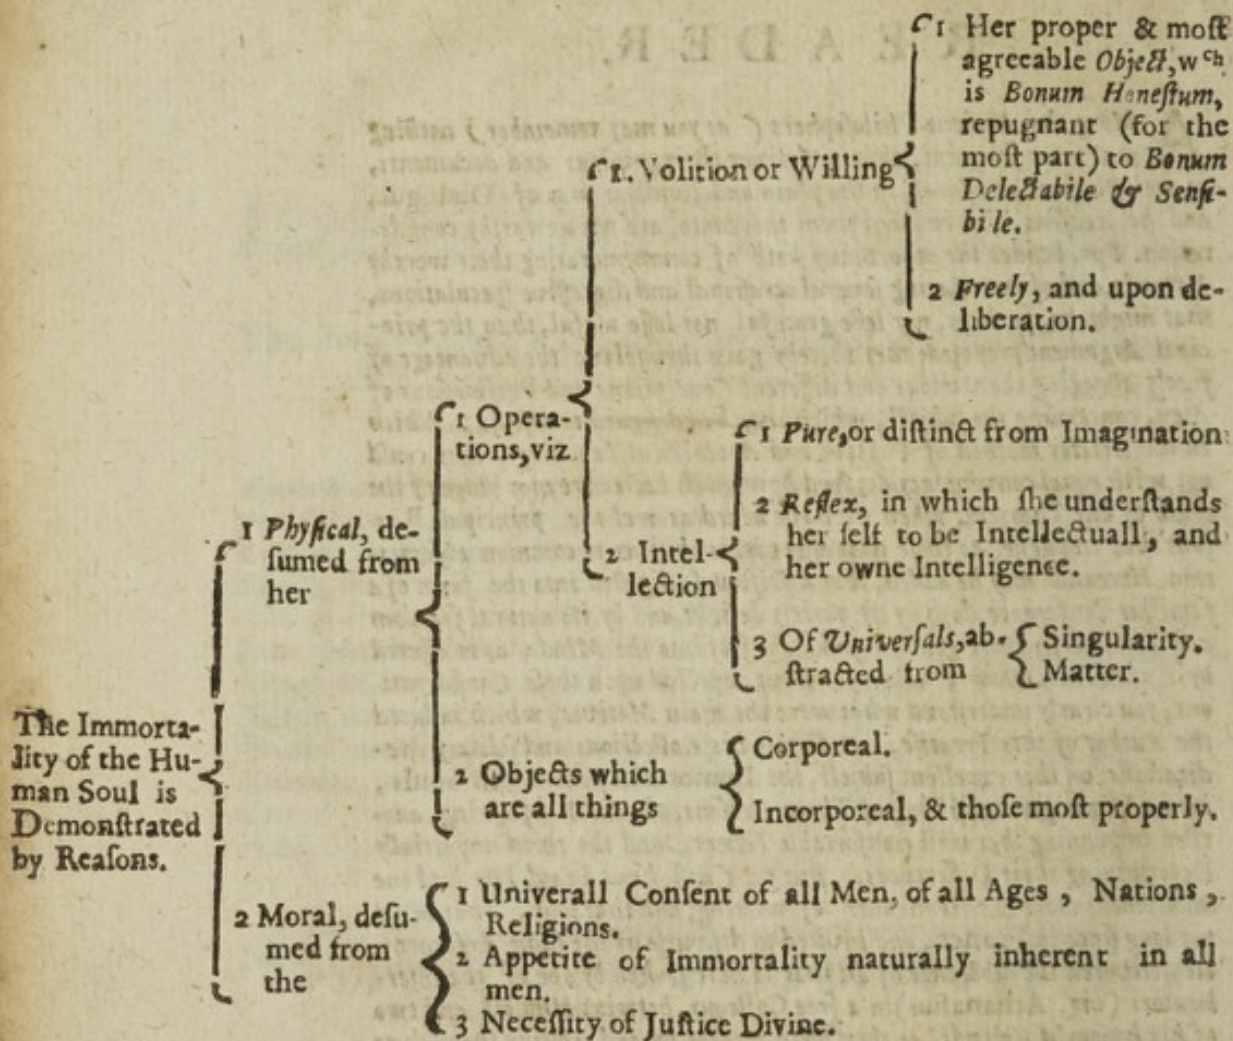 The Immorta-
lity of the Hu-
man Soul is
Demonstrated
by Reaſons.
1 Phyſical, de-
ſumed from
her
1 Opera-
tions, viz
1. Volition or Willing
1 Her proper & moſt
agreeable Object, wch
is Bonum Honeſtum,
repugnant (for the
moſt part) to Bonum
Delectabile & Senſi-
bile.
2 Freely, and upon de-
liberation.
2 Intel-
lection
1 Pure, or diſtinct from Imagination
2 Reflex, in which ſhe underſtands
her ſelf to be Intellectuall, and
her owne Intelligence.
3 Of Univerſals, ab-
ſtracted from
Singularity.
Matter.
2 Objects which
are all things
Corporeal.
Incorporeal, & thoſe moſt properly.
2 Moral, deſu-
med from
the
1 Univerall Conſent of all Men, of all Ages, Nations,
Religions.
2 Appetite of Immortality naturally inherent in all
men.
3 Neceſſity of Juſtice Divine.